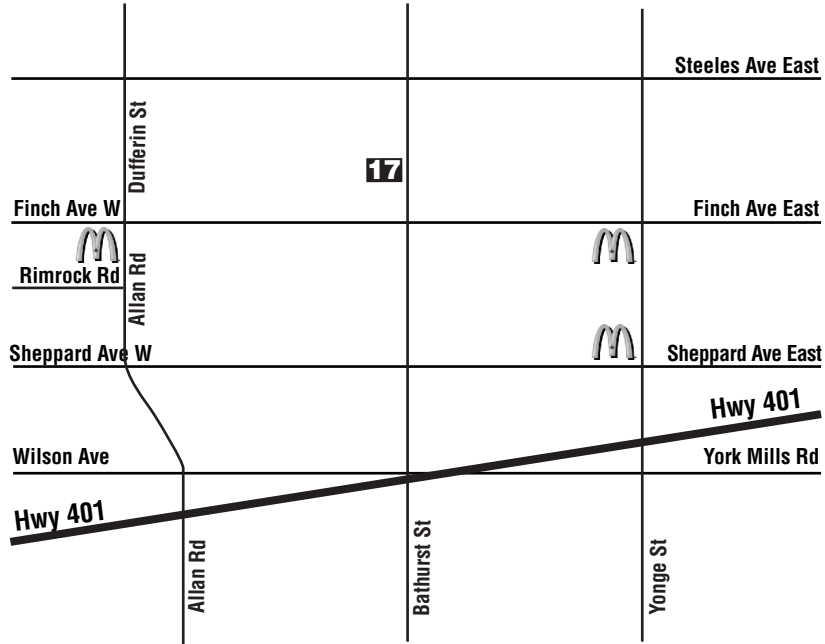 Steeles Ave East
Dufferin St
17
Finch Ave W
Finch Ave East
Rimrock Rd
Allan Rd
Sheppard Ave W
Sheppard Ave East
Hwy 401
Wilson Ave
York Mills Rd
Hwy 401
Allan Rd
Bathurst St
Yonge St